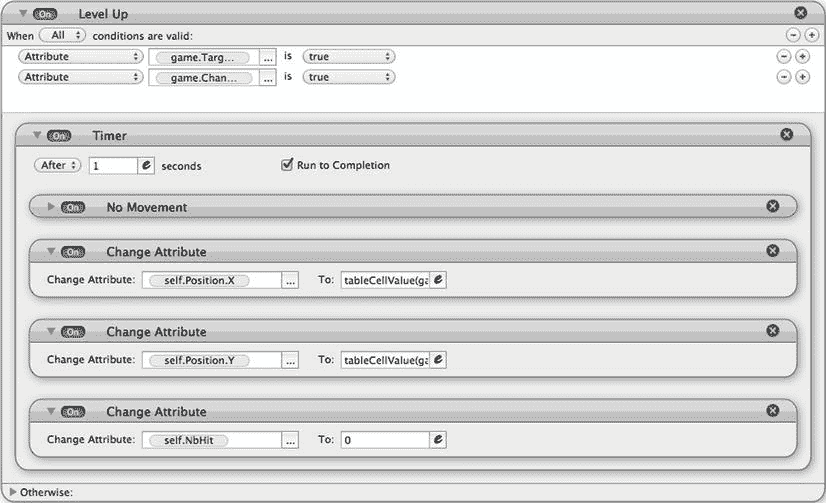 On Level Up
When All conditions are valid:
Attribute game.Targ... ... is true
Attribute game.Chan... ... is true
On Timer
After 1 e seconds Run to Completion
On No Movement
On Change Attribute
Change Attribute: self.Position.X ... To: tableCellValue(ga e
On Change Attribute
Change Attribute: self.Position.Y ... To: tableCellValue(ga e
On Change Attribute
Change Attribute: self.NbHit ... To: 0 e
Otherwise: